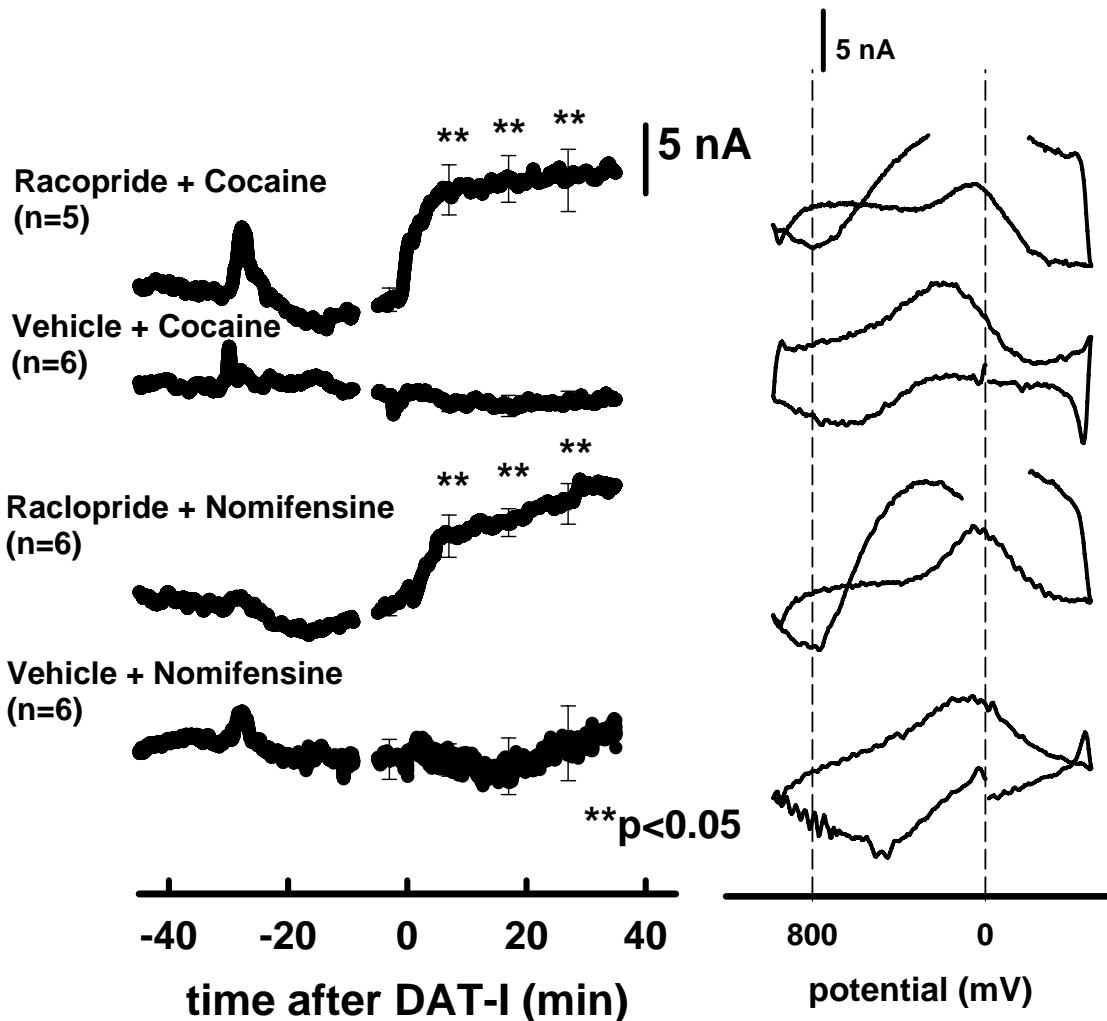 5 nA
** ** **
5 nA
Racopride + Cocaine
(n=5)
Vehicle + Cocaine
(n=6)
** ** **
Raclopride + Nomifensine
(n=6)
Vehicle + Nomifensine
(n=6)
**p<0.05
-40 -20 0 20 40
time after DAT-I (min)
800 0
potential (mV)